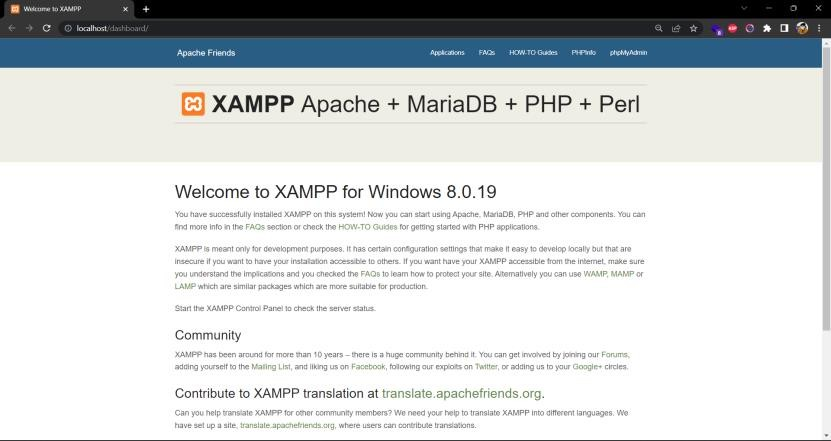 Welcome to XAMPP
localhost/dashboard/
Apache Friends
Applications
FAQs
HOW-TO Guides
PHPInfo
phpMyAdmin
XAMPP Apache + MariaDB + PHP + Perl
Welcome to XAMPP for Windows 8.0.19
You have successfully installed XAMPP on this system! Now you can start using Apache, MariaDB, PHP and other components. You can
find more info in the FAQs section or check the HOW-TO Guides for getting started with PHP applications.
XAMPP is meant only for development purposes. It has certain configuration settings that make it easy to develop locally but that are
insecure if you want to have your installation accessible to others. If you want have your XAMPP accessible from the internet, make sure
you understand the implications and you checked the FAQs to learn how to protect your site. Alternatively you can use WAMP, MAMP or
LAMP which are similar packages which are more suitable for production.
Start the XAMPP Control Panel to check the server status.
Community
XAMPP has been around for more than 10 years – there is a huge community behind it. You can get involved by joining our Forums,
adding yourself to the Mailing List, and liking us on Facebook, following our exploits on Twitter, or adding us to your Google+ circles.
Contribute to XAMPP translation at translate.apachefriends.org.
Can you help translate XAMPP for other community members? We need your help to translate XAMPP into different languages. We
have set up a site, translate.apachefriends.org, where users can contribute translations.